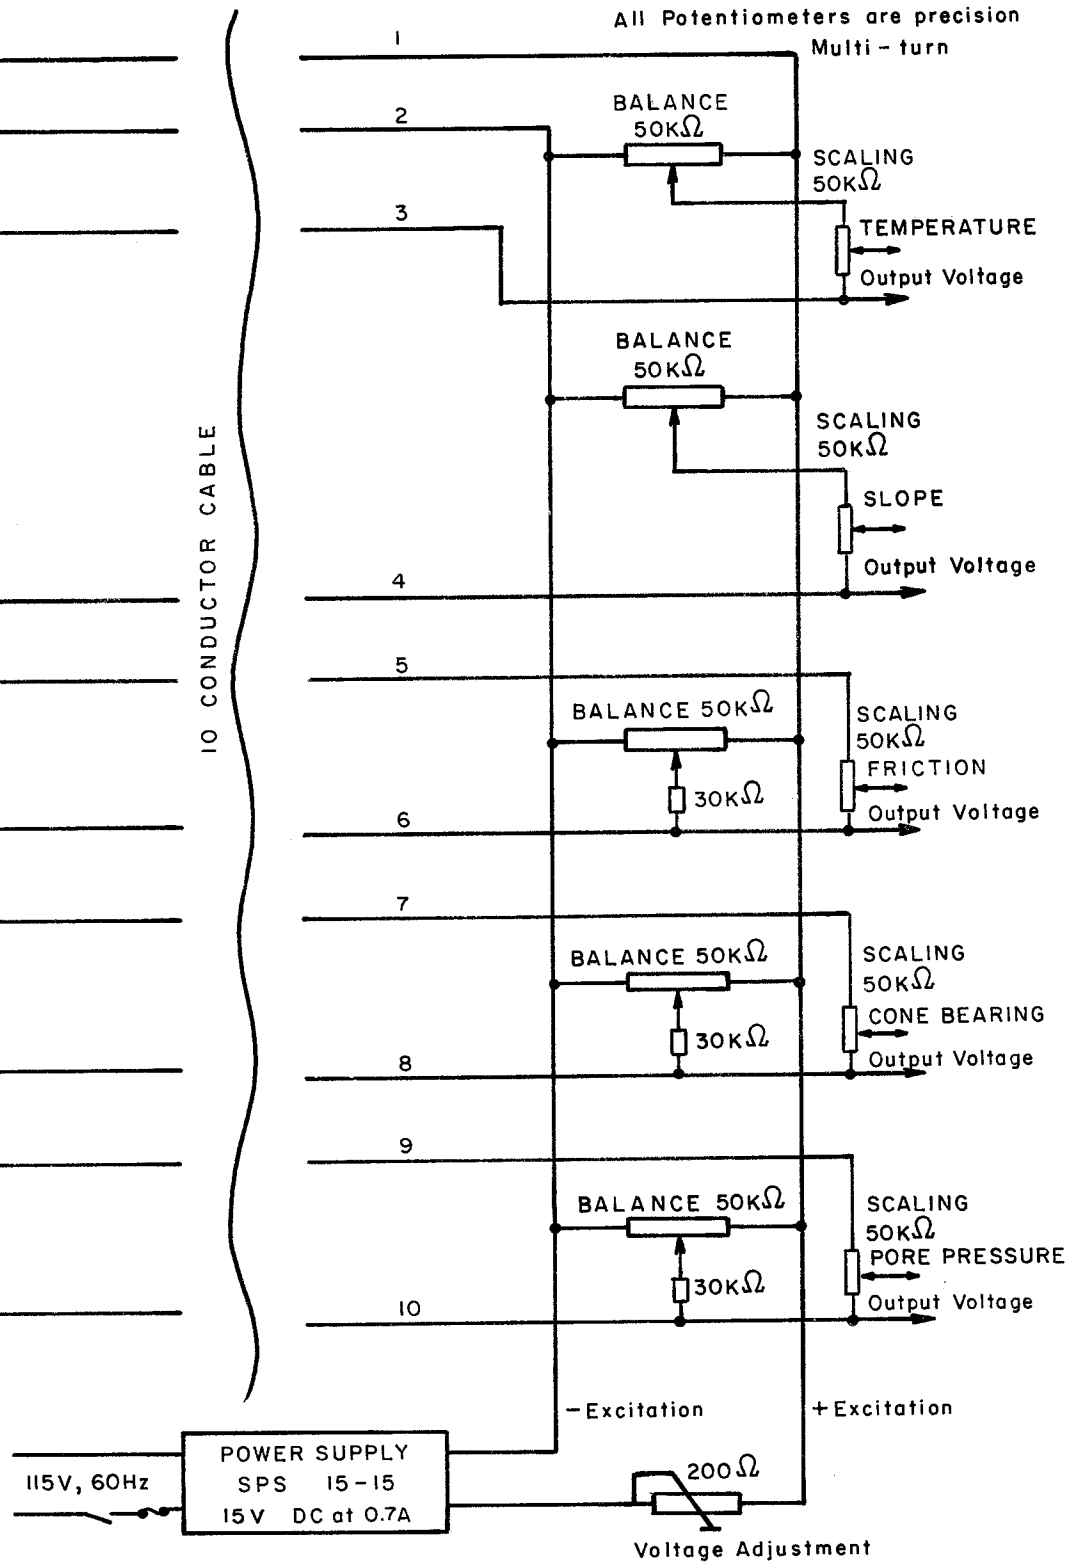 All Potentiometers are precision
Multi-turn
1
2
BALANCE
50KΩ
SCALING
50KΩ
3
TEMPERATURE
Output Voltage
BALANCE
50KΩ
SCALING
50KΩ
SLOPE
Output Voltage
10 CONDUCTOR CABLE
4
5
BALANCE 50KΩ
SCALING
50KΩ
FRICTION
30KΩ
Output Voltage
6
7
BALANCE 50KΩ
SCALING
50KΩ
CONE BEARING
30KΩ
Output Voltage
8
9
BALANCE 50KΩ
SCALING
50KΩ
PORE PRESSURE
30KΩ
Output Voltage
10
-Excitation
+Excitation
115V, 60Hz
POWER SUPPLY
SPS 15-15
15V DC at 0.7A
200Ω
Voltage Adjustment